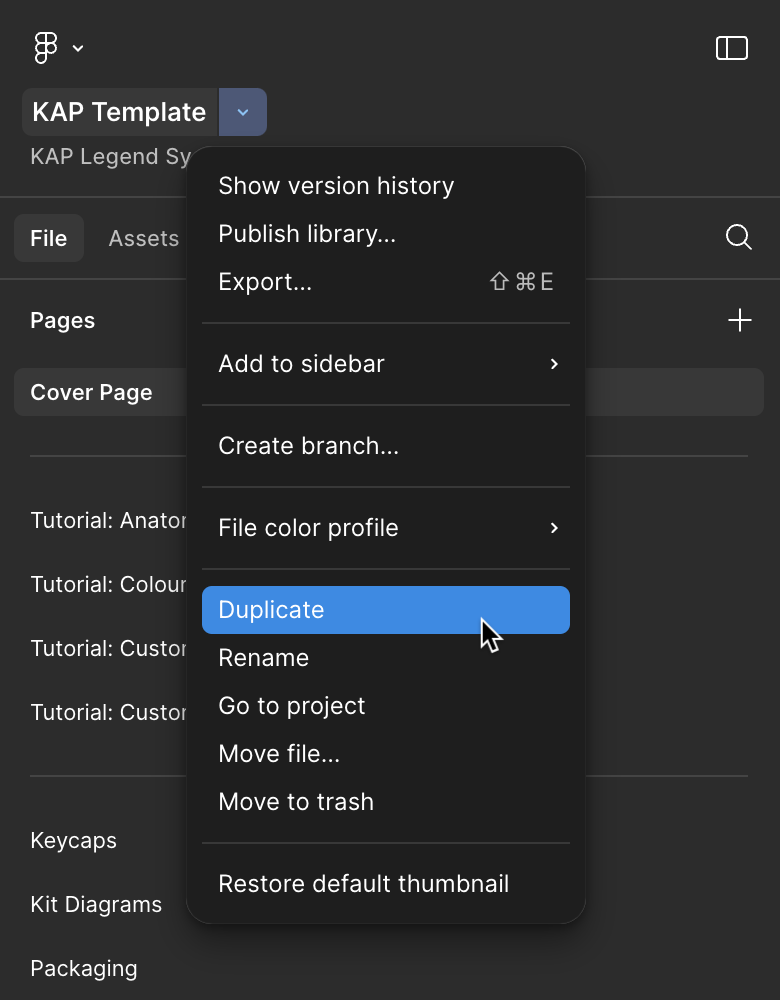 KAP Template
KAP Legend Sy
Show version history
Publish library...
Export... ⇧⌘E
File
Assets
Pages
Add to sidebar
Cover Page
Create branch...
Tutorial: Anator
File color profile
Tutorial: Colour
Duplicate
Tutorial: Custor
Rename
Tutorial: Custor
Go to project
Move file...
Move to trash
Keycaps
Restore default thumbnail
Kit Diagrams
Packaging